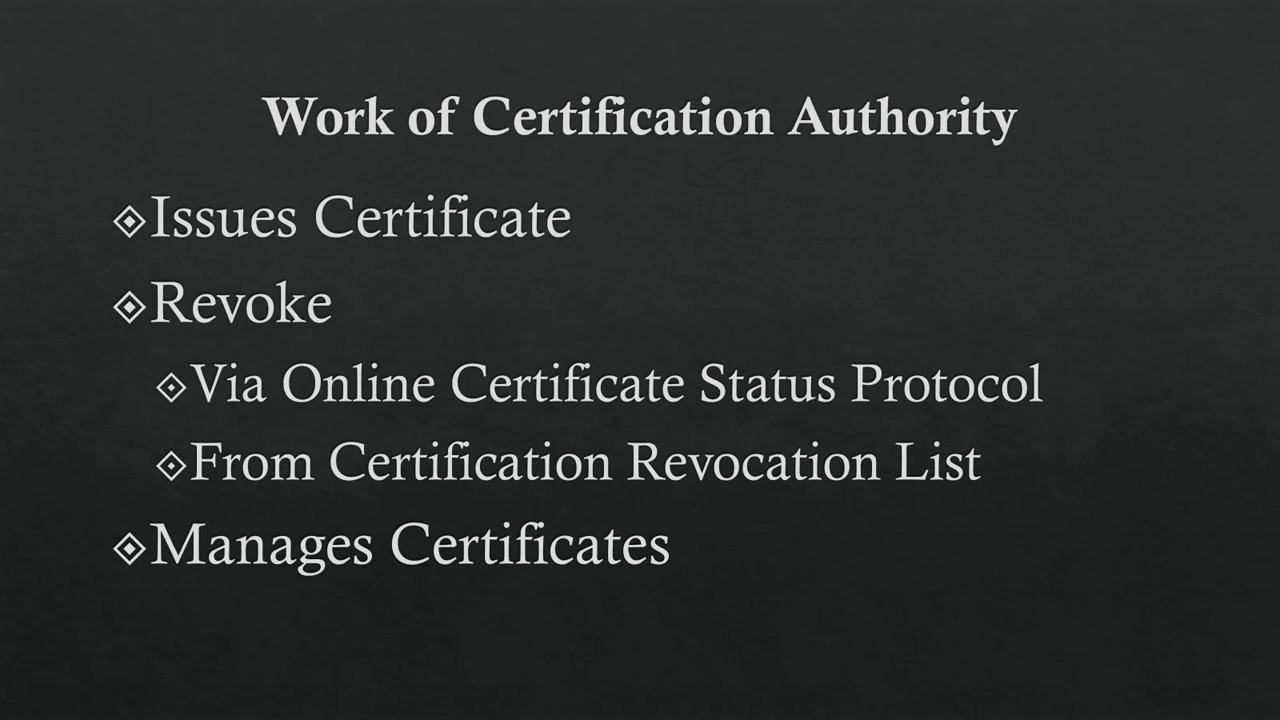 Work of Certification Authority
Issues Certificate
Revoke
Via Online Certificate Status Protocol
From Certification Revocation List
Manages Certificates